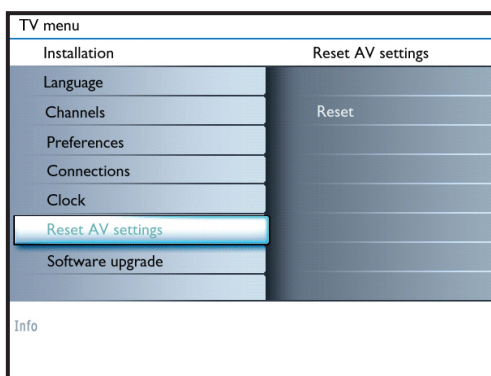 TV menu
Installation
Reset AV settings
Language
Channels
Reset
Preferences
Connections
Clock
Reset AV settings
Software upgrade
Info